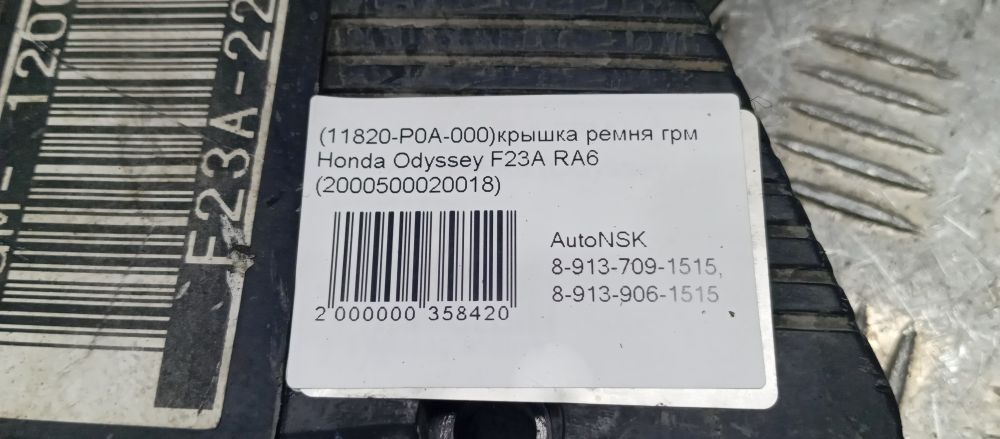 (11820-P0A-000)крышка ремня грм
Honda Odyssey F23A RA6
(2000500020018)
AutoNSK
8-913-709-1515,
8-913-906-1515
2 000000 358420
F23A-22